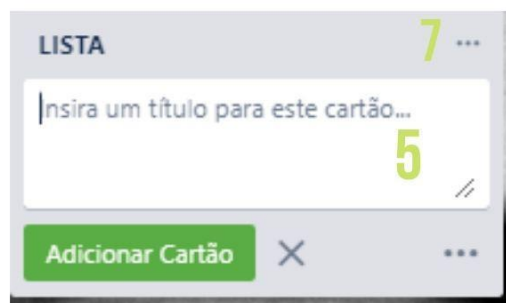 LISTA 7 ...
Insira um título para este cartão...
5
Adicionar Cartão ✕ ...